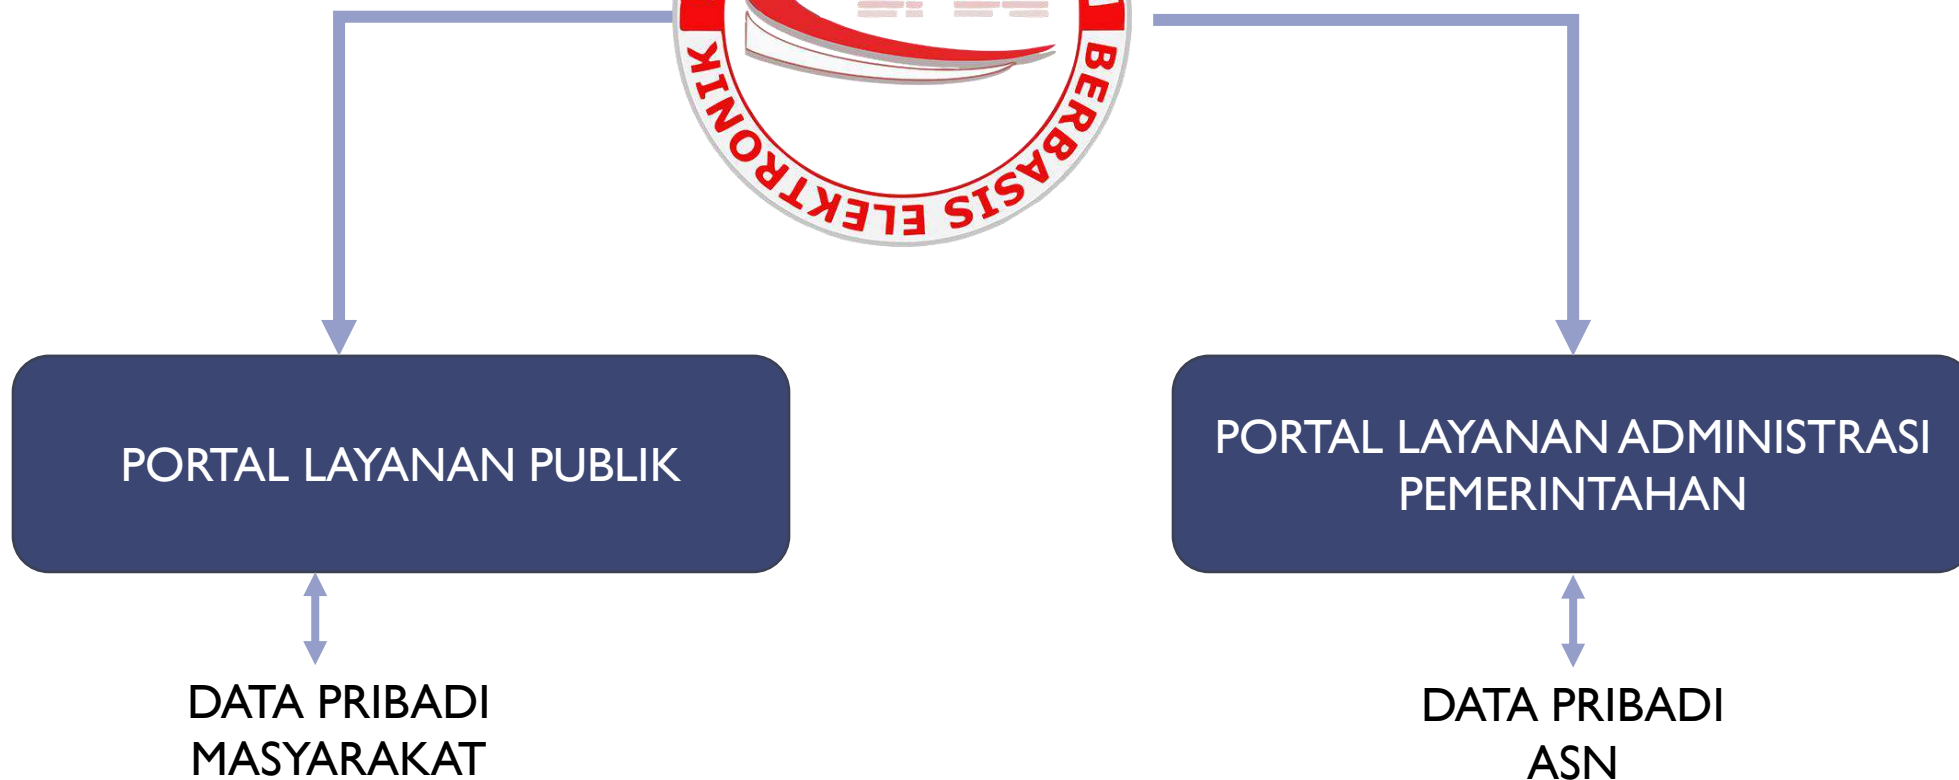 BERBASIS ELEKTRONIK
PORTAL LAYANAN PUBLIK
PORTAL LAYANAN ADMINISTRASI
PEMERINTAHAN
DATA PRIBADI
MASYARAKAT
DATA PRIBADI
ASN